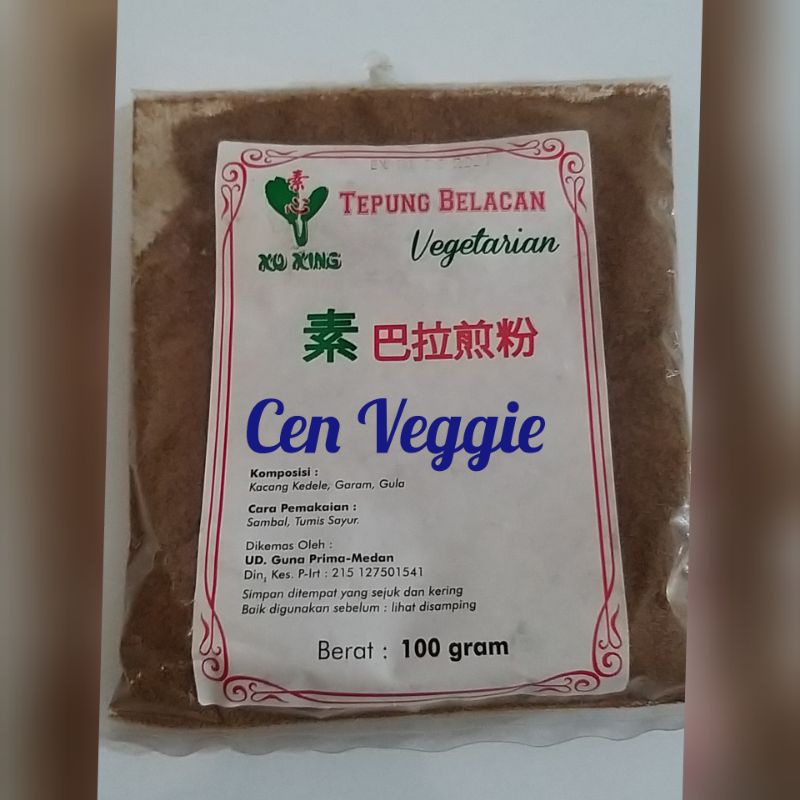 素心
XU XING
TEPUNG BELACAN
Vegetarian
素 巴拉煎粉
Cen Veggie
Komposisi :
Kacang Kedele, Garam, Gula
Cara Pemakaian :
Sambal, Tumis Sayur.
Dikemas Oleh :
UD. Guna Prima-Medan
Din, Kes. P-Irt : 215 127501541
Simpan ditempat yang sejuk dan kering
Baik digunakan sebelum : lihat disamping
Berat : 100 gram